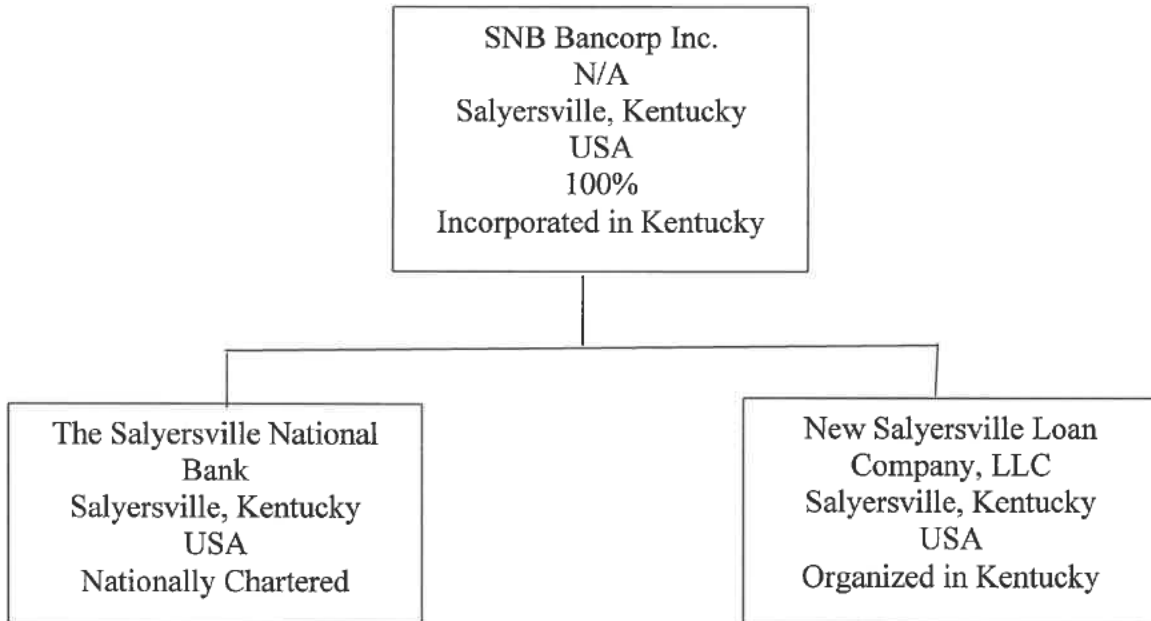 SNB Bancorp Inc.
N/A
Salyersville, Kentucky
USA
100%
Incorporated in Kentucky
The Salyersville National
Bank
Salyersville, Kentucky
USA
Nationally Chartered
New Salyersville Loan
Company, LLC
Salyersville, Kentucky
USA
Organized in Kentucky